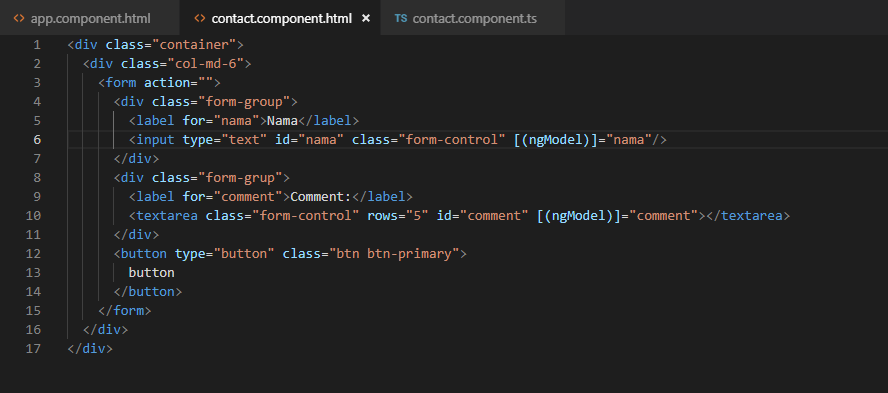 <> app.component.html <> contact.component.html × TS contact.component.ts
1 <div class="container">
2 <div class="col-md-6">
3 <form action="">
4 <div class="form-group">
5 <label for="nama">Nama</label>
6 <input type="text" id="nama" class="form-control" [(ngModel)]="nama"/>
7 </div>
8 <div class="form-grup">
9 <label for="comment">Comment:</label>
10 <textarea class="form-control" rows="5" id="comment" [(ngModel)]="comment"></textarea>
11 </div>
12 <button type="button" class="btn btn-primary">
13 button
14 </button>
15 </form>
16 </div>
17 </div>